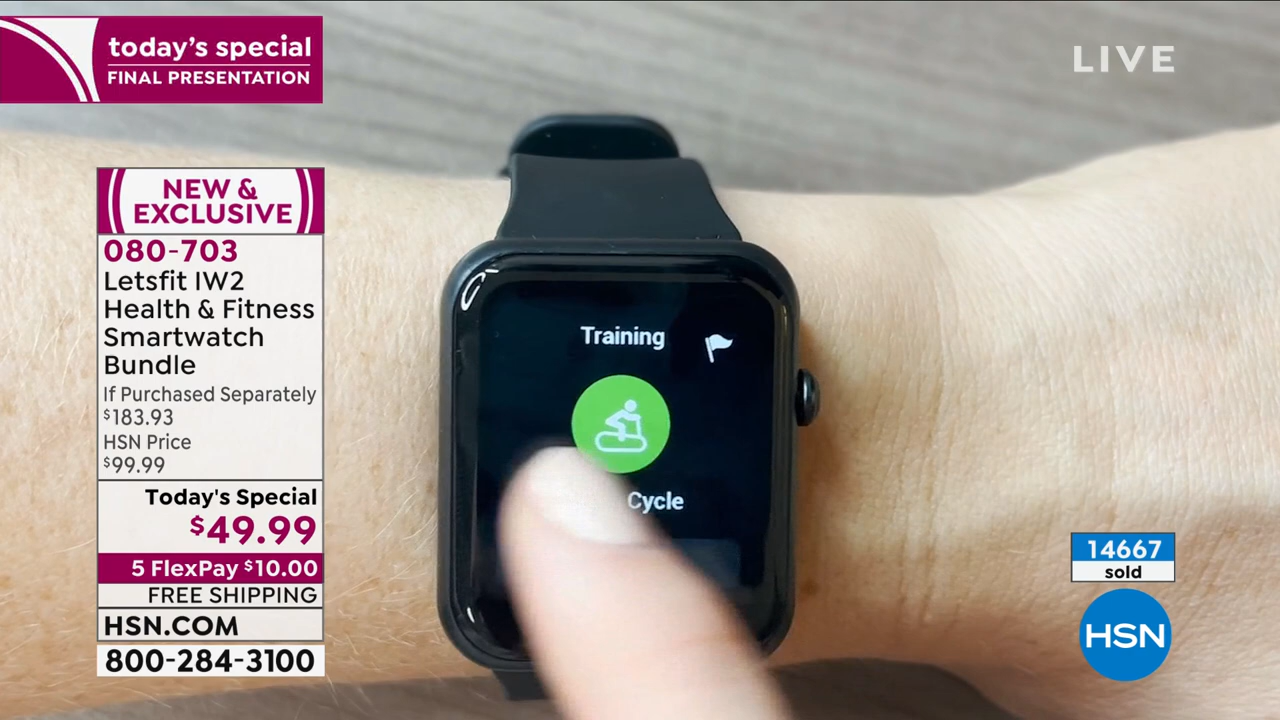 today's special
FINAL PRESENTATION
LIVE
NEW &
EXCLUSIVE
080-703
Letsfit IW2
Health & Fitness
Smartwatch
Bundle
If Purchased Separately
$183.93
HSN Price
$99.99
Today's Special
$49.99
5 FlexPay $10.00
FREE SHIPPING
HSN.COM
800-284-3100
Training
Cycle
14667
sold
HSN